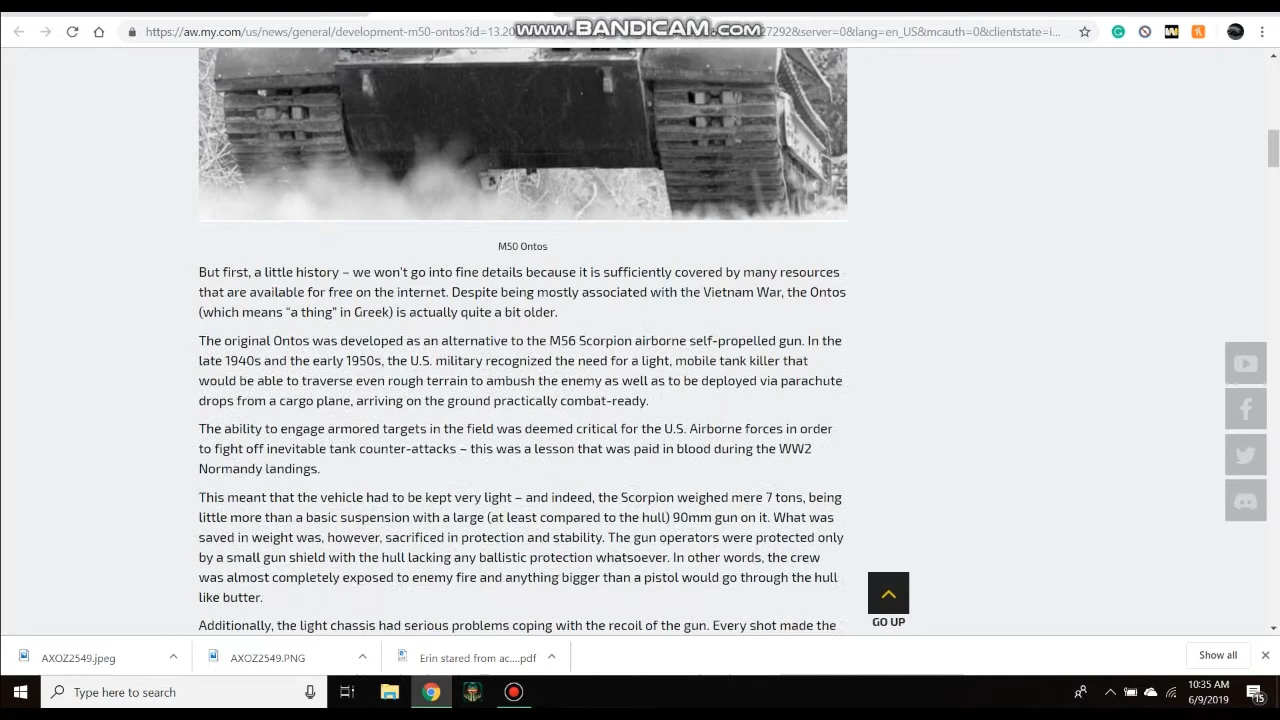 www.BANDICAM.com
https://aw.my.com/us/news/general/development-m50-ontos?id=13.20
27292&server=0&lang=en_US&mcauth=0&clientstate=i...
M50 Ontos
But first, a little history – we won't go into fine details because it is sufficiently covered by many resources
that are available for free on the internet. Despite being mostly associated with the Vietnam War, the Ontos
(which means “a thing” in Greek) is actually quite a bit older.
The original Ontos was developed as an alternative to the M56 Scorpion airborne self-propelled gun. In the
late 1940s and the early 1950s, the U.S. military recognized the need for a light, mobile tank killer that
would be able to traverse even rough terrain to ambush the enemy as well as to be deployed via parachute
drops from a cargo plane, arriving on the ground practically combat-ready.
The ability to engage armored targets in the field was deemed critical for the U.S. Airborne forces in order
to fight off inevitable tank counter-attacks – this was a lesson that was paid in blood during the WW2
Normandy landings.
This meant that the vehicle had to be kept very light – and indeed, the Scorpion weighed mere 7 tons, being
little more than a basic suspension with a large (at least compared to the hull) 90mm gun on it. What was
saved in weight was, however, sacrificed in protection and stability. The gun operators were protected only
by a small gun shield with the hull lacking any ballistic protection whatsoever. In other words, the crew
was almost completely exposed to enemy fire and anything bigger than a pistol would go through the hull
like butter.
GO UP
Additionally, the light chassis had serious problems coping with the recoil of the gun. Every shot made the
AXOZ2549.jpeg
AXOZ2549.PNG
Erin stared from ac....pdf
Show all
Type here to search
10:35 AM
6/9/2019
15